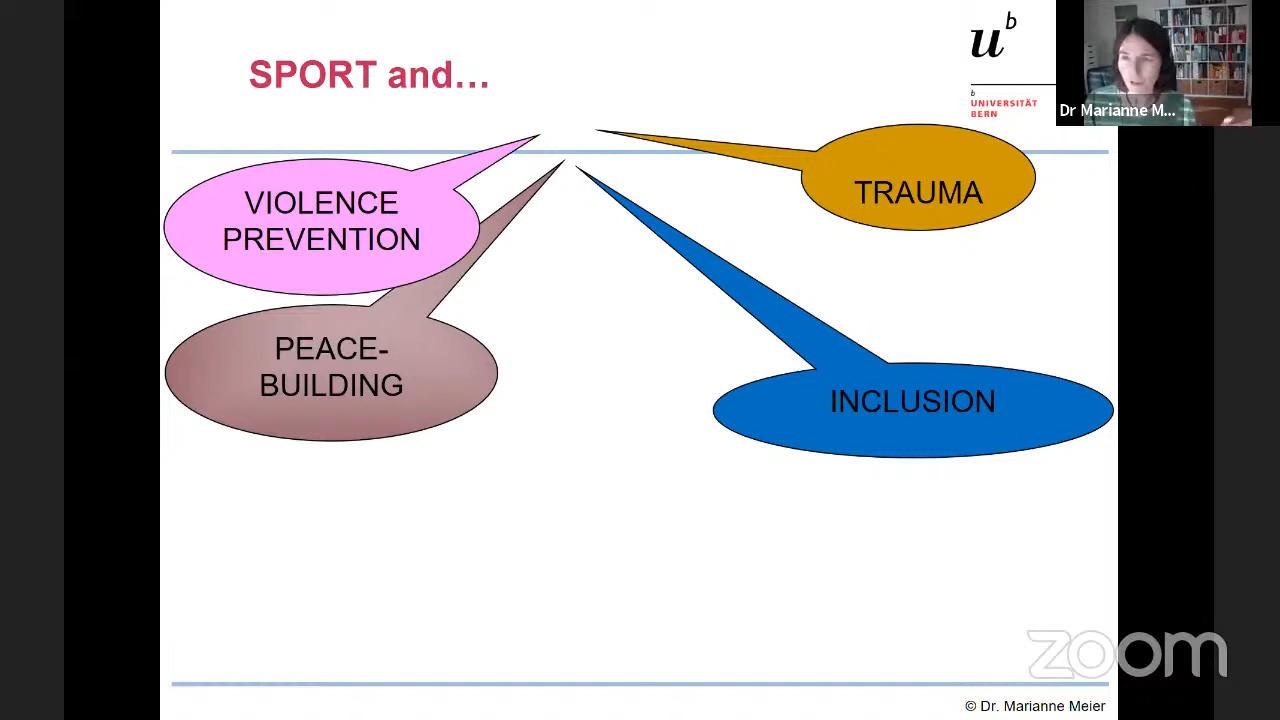 SPORT and…
u b
b
UNIVERSITÄT
BERN
Dr Marianne M...
VIOLENCE
PREVENTION
TRAUMA
PEACE-
BUILDING
INCLUSION
zoom
© Dr. Marianne Meier